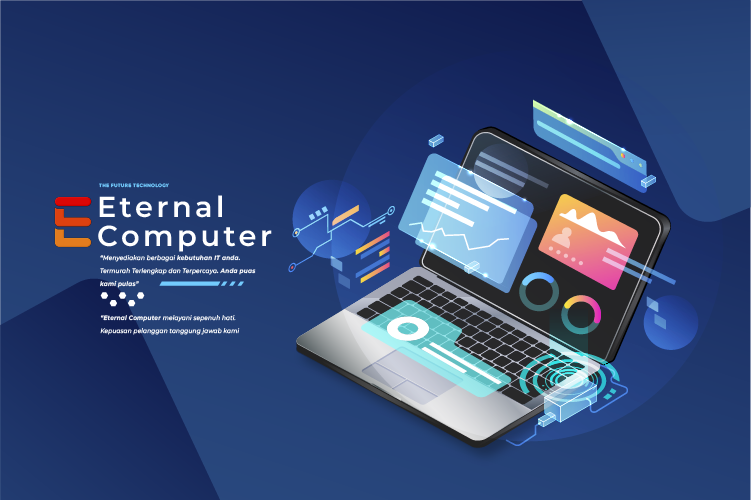 THE FUTURE TECHNOLOGY
Eternal
Computer
"Menyediakan berbagai kebutuhan IT anda.
Termurah Terlengkap dan Terpercaya. Anda puas
kami pulas"
"Eternal Computer melayani sepenuh hati.
Kepuasan pelanggan tanggung jawab kami